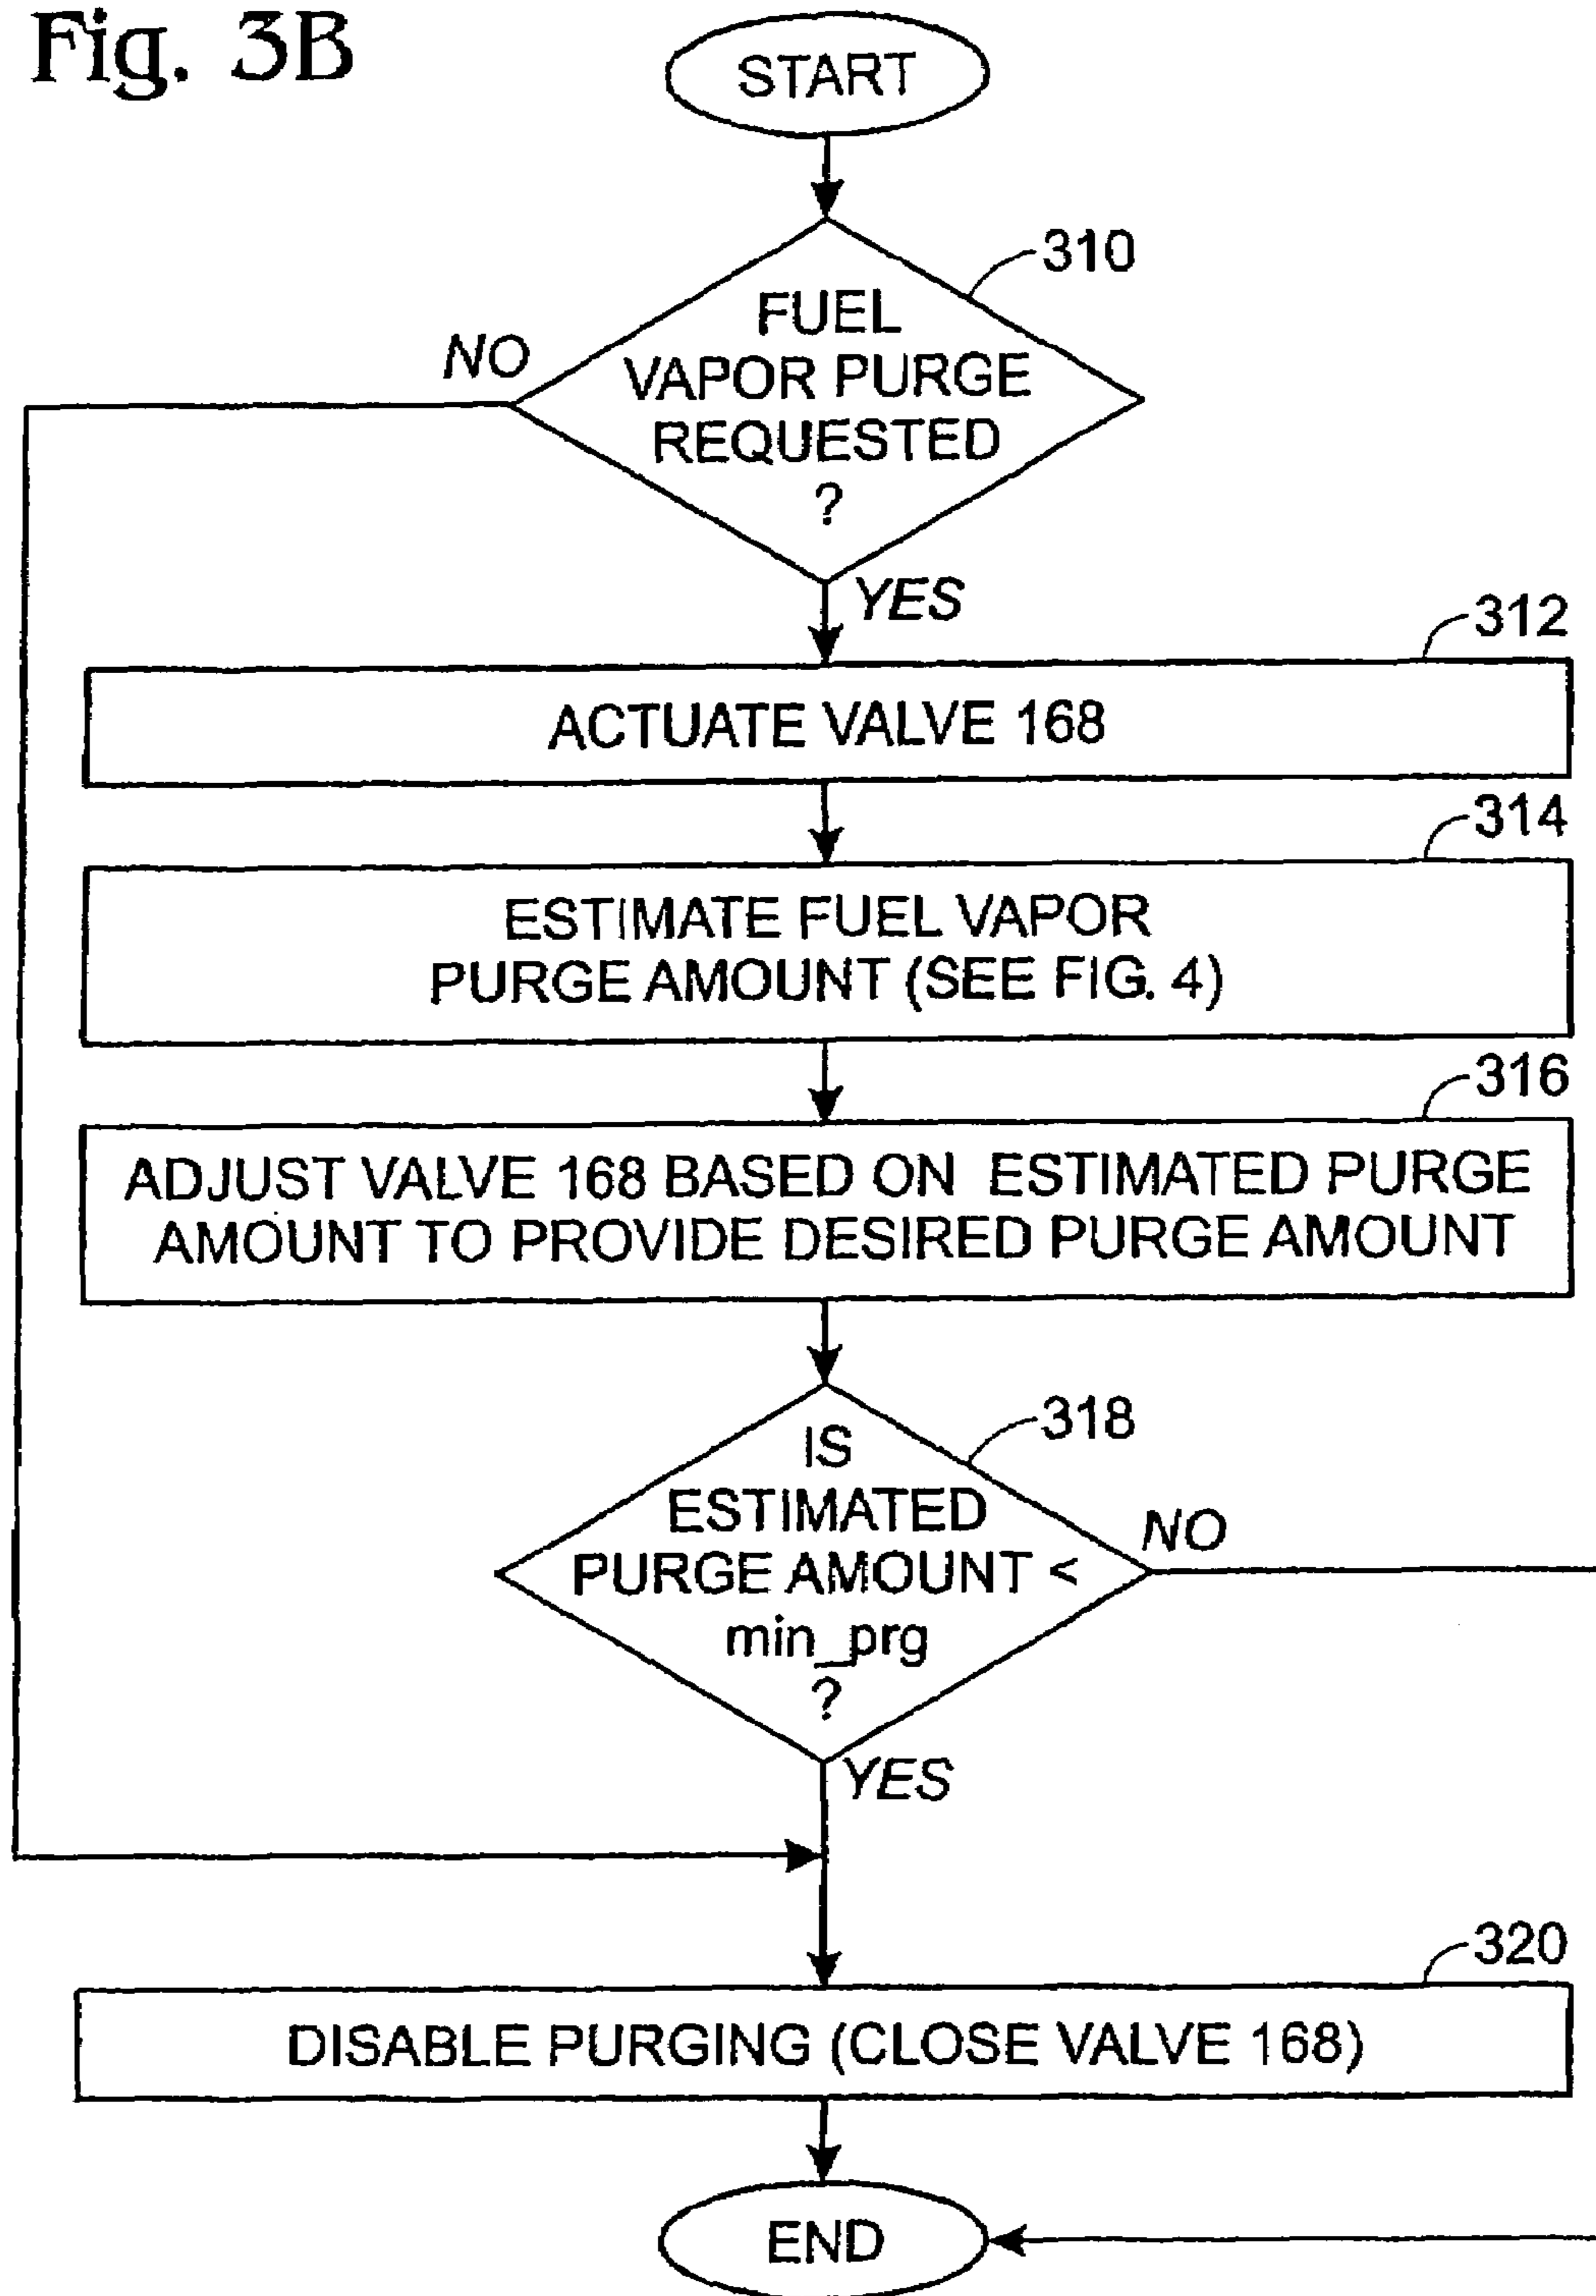 Fig. 3B
START
310
FUEL
VAPOR PURGE
REQUESTED
?
NO
YES
312
ACTUATE VALVE 168
314
ESTIMATE FUEL VAPOR
PURGE AMOUNT (SEE FIG. 4)
316
ADJUST VALVE 168 BASED ON ESTIMATED PURGE
AMOUNT TO PROVIDE DESIRED PURGE AMOUNT
318
IS
ESTIMATED
PURGE AMOUNT <
min_prg
?
NO
YES
320
DISABLE PURGING (CLOSE VALVE 168)
END